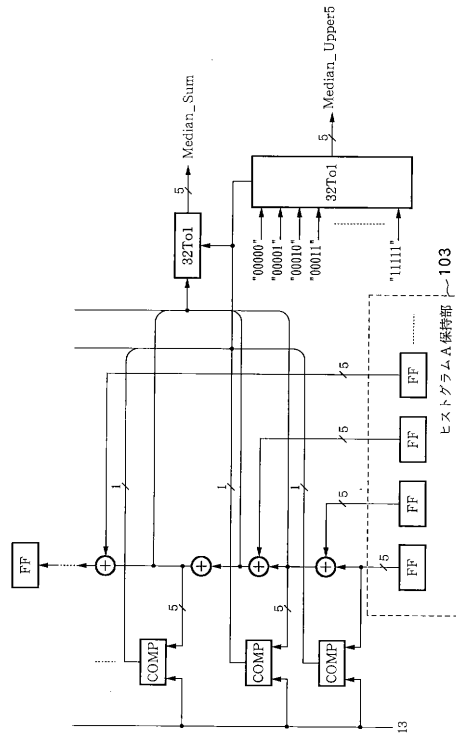 Median_Sum
5
32To1
Median_Upper5
5
32To1
"00000"
"00001"
"00010"
"00011"
"11111"
FF
1
1
1
5
5
5
5
5
5
COMP
COMP
COMP
FF
FF
FF
FF
ヒストグラムA保持部
103
13